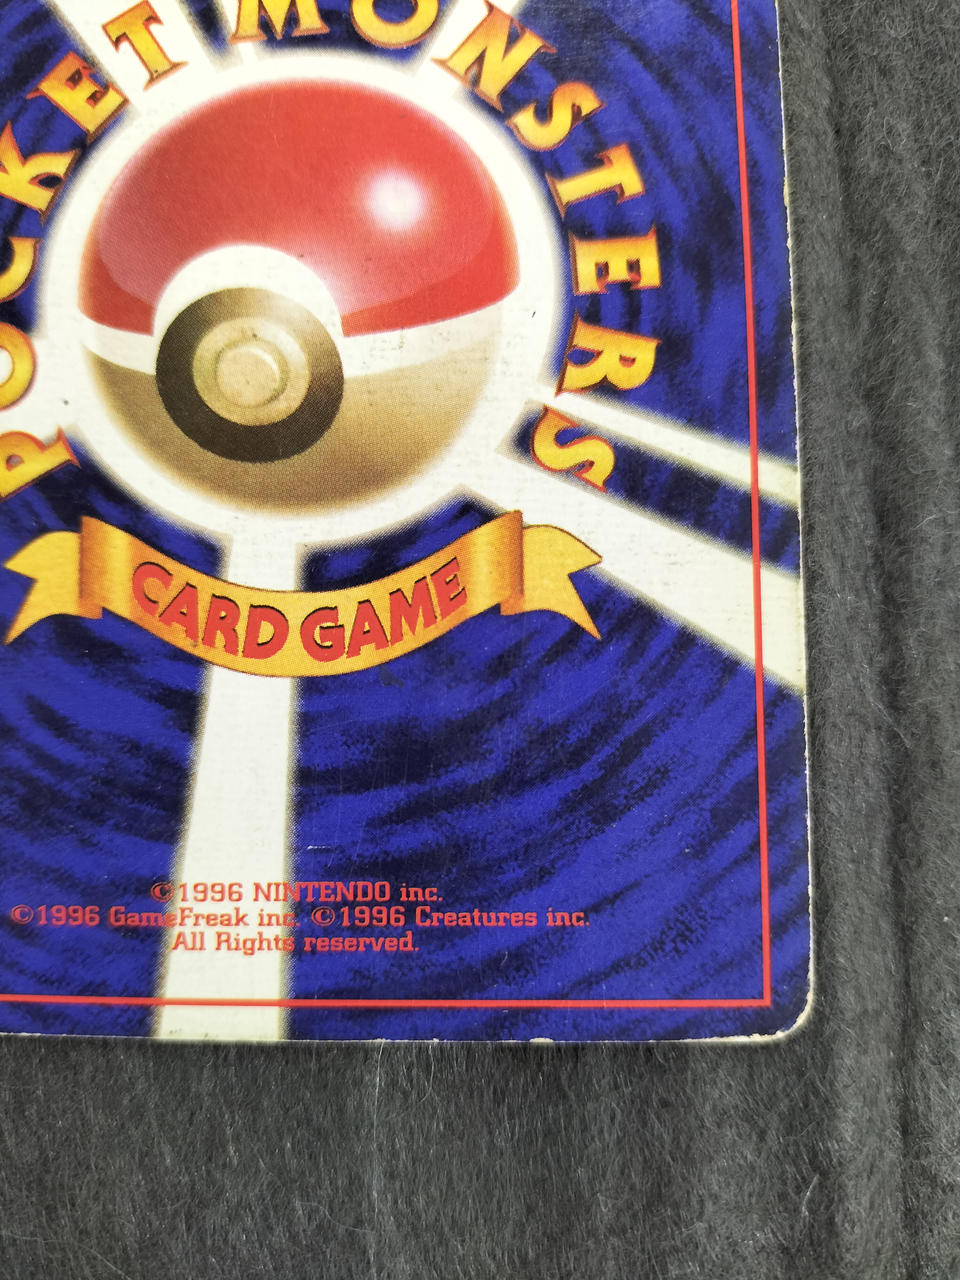 POCKET MONSTERS
CARD GAME
©1996 NINTENDO inc.
©1996 GameFreak inc. ©1996 Creatures inc.
All Rights reserved.